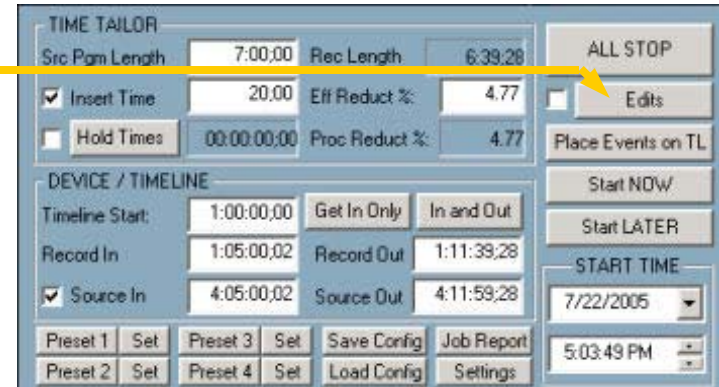 TIME TAILOR
Src Pgm Length 7:00;00 Rec Length 6:39:28
Insert Time 20;00 Eff Reduct %: 4.77
Hold Times 00:00:00;00 Proc Reduct %: 4.77
DEVICE / TIMELINE
Timeline Start: 1:00:00;00 Get In Only In and Out
Record In 1:05:00;02 Record Out 1:11:39;28
Source In 4:05:00;02 Source Out 4:11:59;28
Preset 1 Set Preset 3 Set Save Config Job Report
Preset 2 Set Preset 4 Set Load Config Settings
ALL STOP
Edits
Place Events on TL
Start NOW
Start LATER
START TIME
7/22/2005
5:03:49 PM